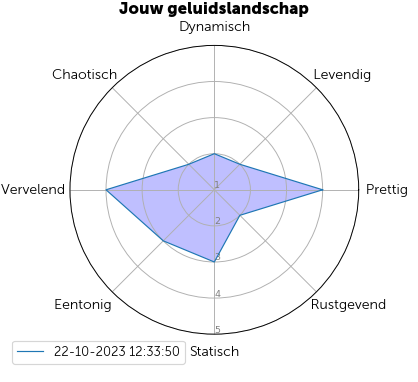 Jouw geluidslandschap
Dynamisch
Chaotisch
Levendig
Vervelend
Prettig
1
2
3
4
5
Eentonig
Rustgevend
22-10-2023 12:33:50
Statisch